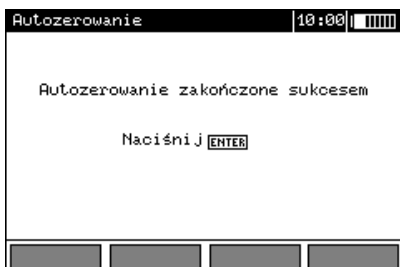 Autozerowanie 10:00
Autozerowanie zakończone sukcesem
Naciśnij ENTER